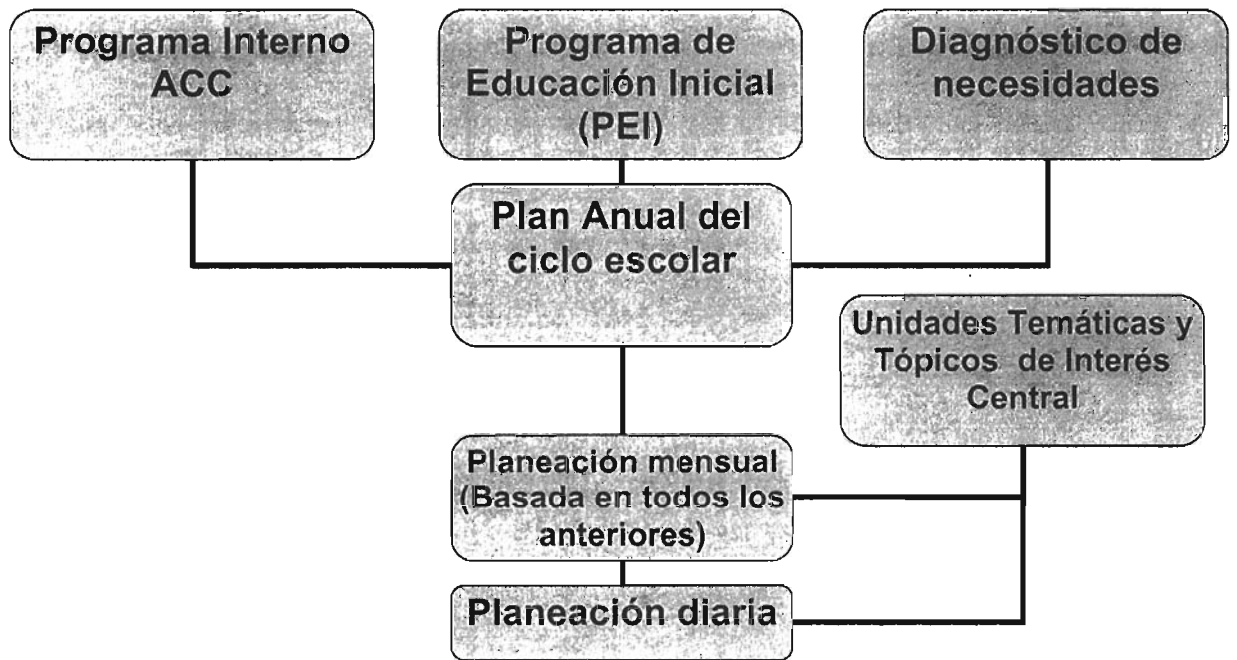 Programa Interno
ACC
Programa de
Educación Inicial
(PEI)
Diagnóstico de
necesidades
Plan Anual del
ciclo escolar
Unidades Temáticas y
Tópicos de Interés
Central
Planeación mensual
(Basada en todos los
anteriores)
Planeación diaria